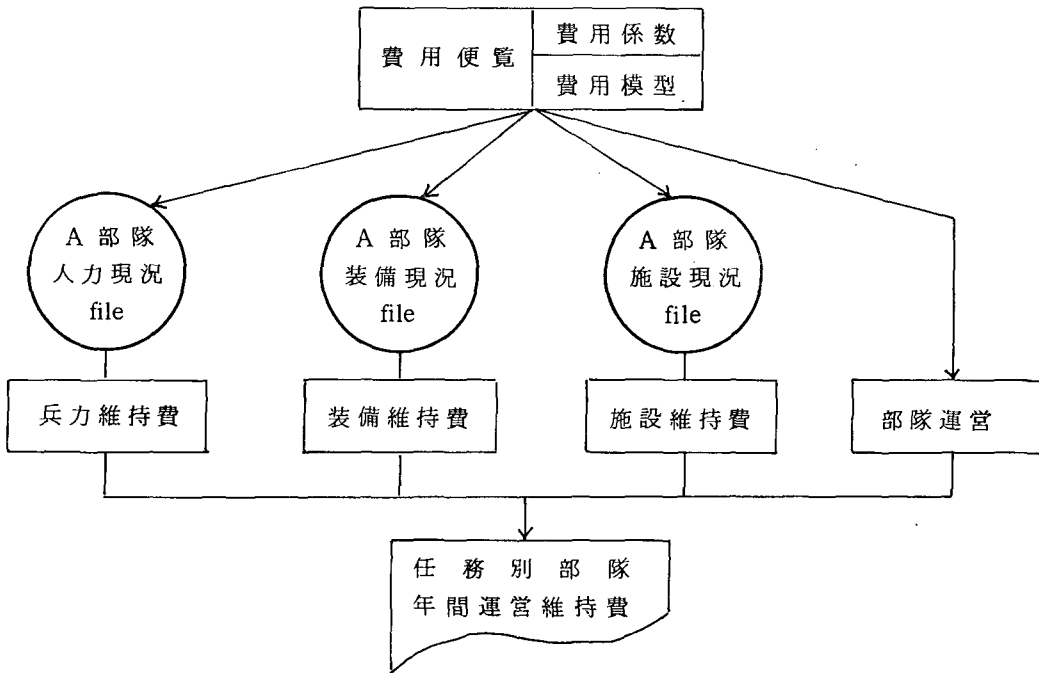 費用便覧
費用係数
費用模型
A部隊
人力現況
file
A部隊
装備現況
file
A部隊
施設現況
file
兵力維持費
装備維持費
施設維持費
部隊運営
任務別部隊
年間運営維持費